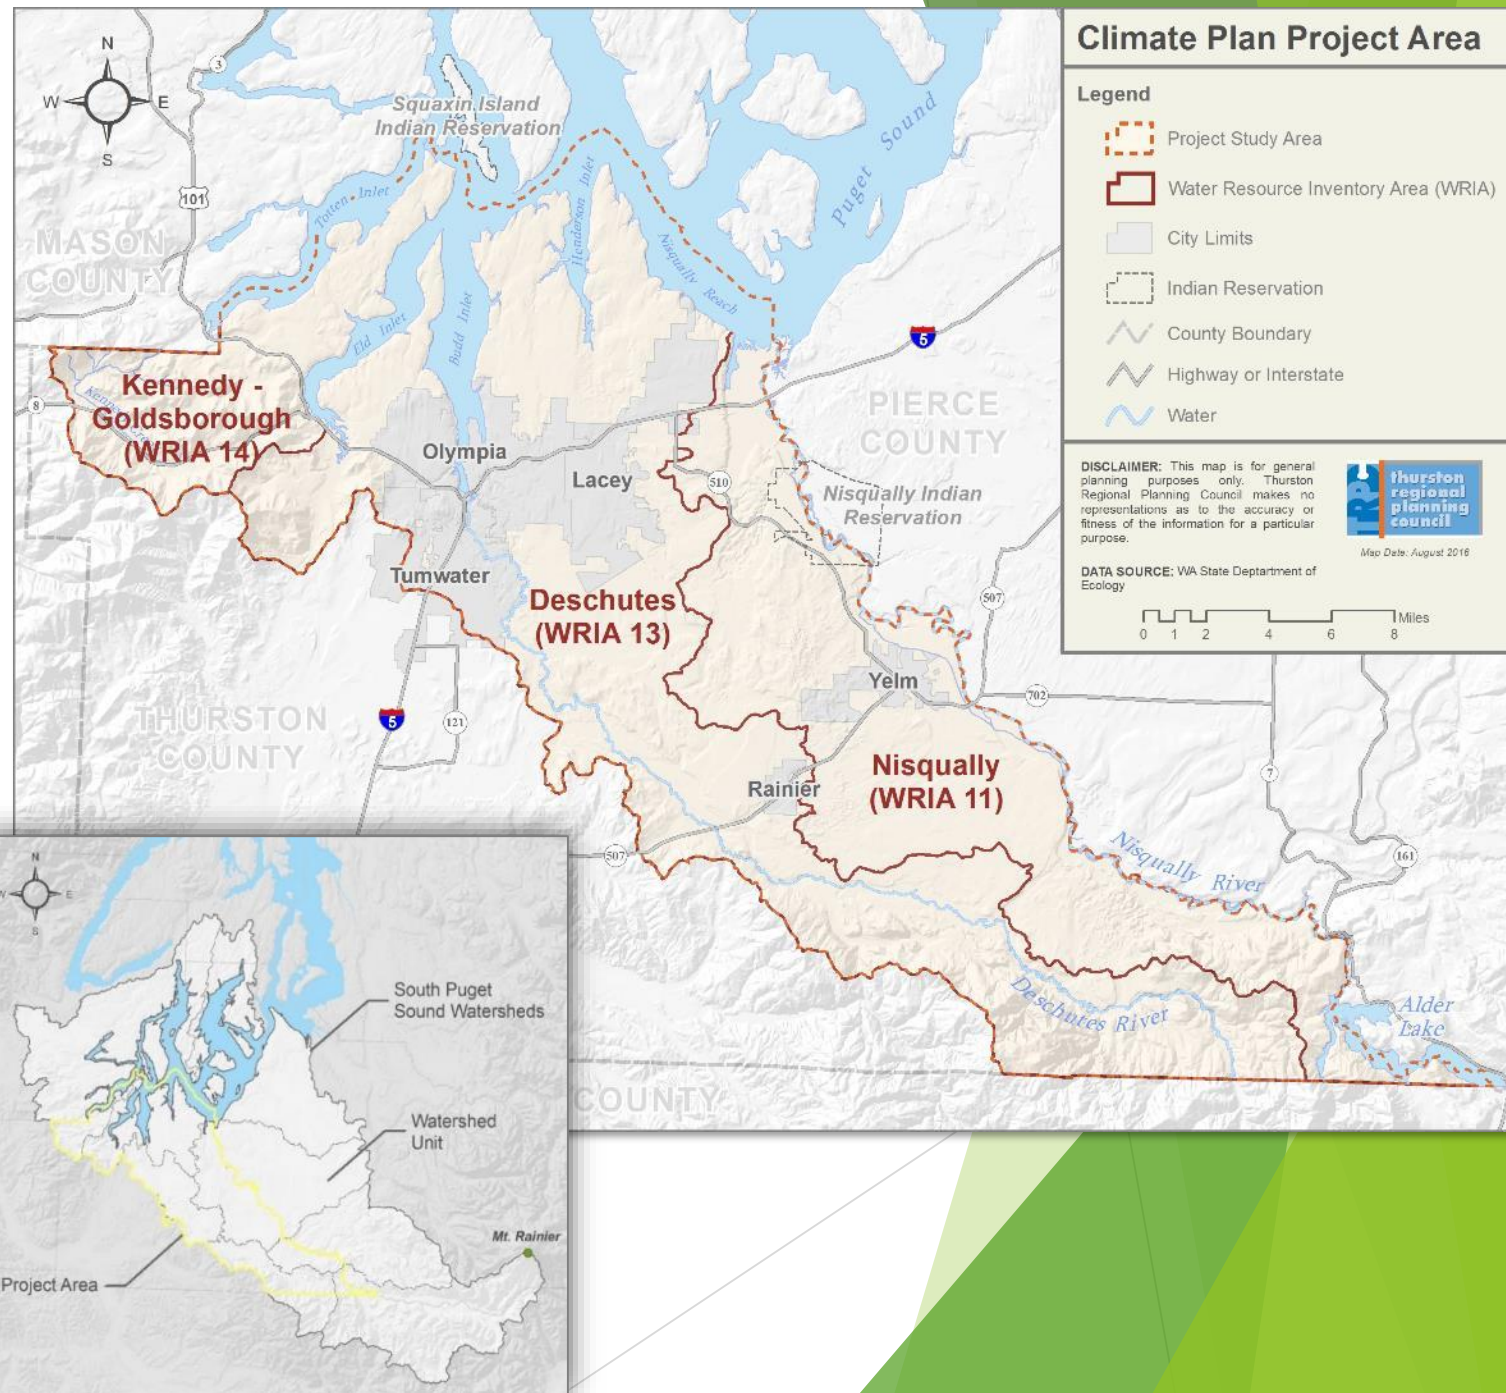 Climate Plan Project Area
Legend
Project Study Area
Water Resource Inventory Area (WRIA)
City Limits
Indian Reservation
County Boundary
Highway or Interstate
Water
DISCLAIMER: This map is for general
planning purposes only. Thurston
Regional Planning Council makes no
representations as to the accuracy or
fitness of the information for a particular
purpose.
TRPC
thurston
regional
planning
council
Map Date: August 2016
DATA SOURCE: WA State Deptartment of
Ecology
0 1 2 4 6 8 Miles
N
W E
S
3
Squaxin Island
Indian Reservation
Puget Sound
101
Totten Inlet
MASON
COUNTY
Henderson Inlet
Nisqually Reach
Eld Inlet
Budd Inlet
5
Kennedy -
Goldsborough
(WRIA 14)
8
PIERCE
COUNTY
Olympia
Lacey
510
Nisqually Indian
Reservation
Tumwater
Deschutes
(WRIA 13)
507
Yelm
702
THURSTON
COUNTY
5
121
Nisqually
(WRIA 11)
7
Rainier
507
Nisqually River
161
Deschutes River
Alder
Lake
COUNTY
N
W E
S
South Puget
Sound Watersheds
Watershed
Unit
Mt. Rainier
Project Area